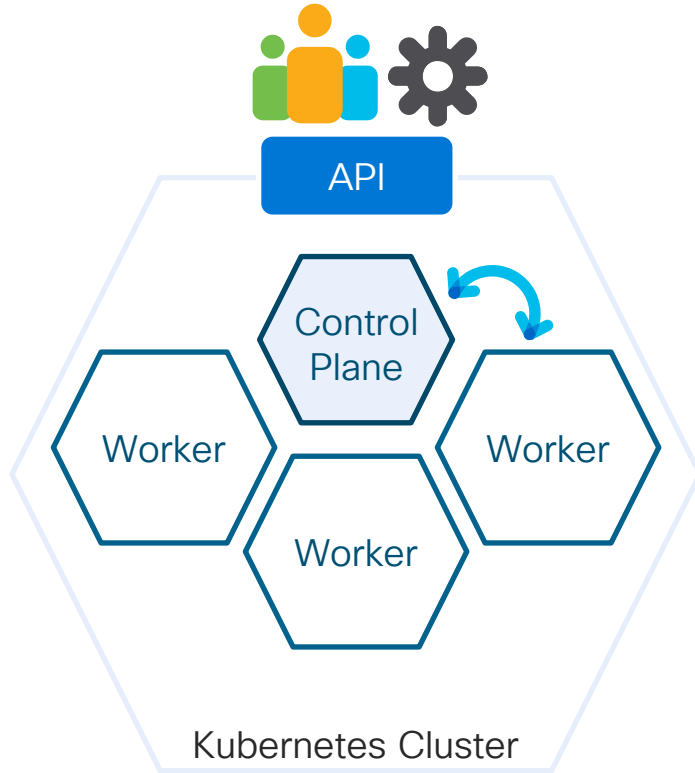 API
Control
Plane
Worker
Worker
Worker
Kubernetes Cluster